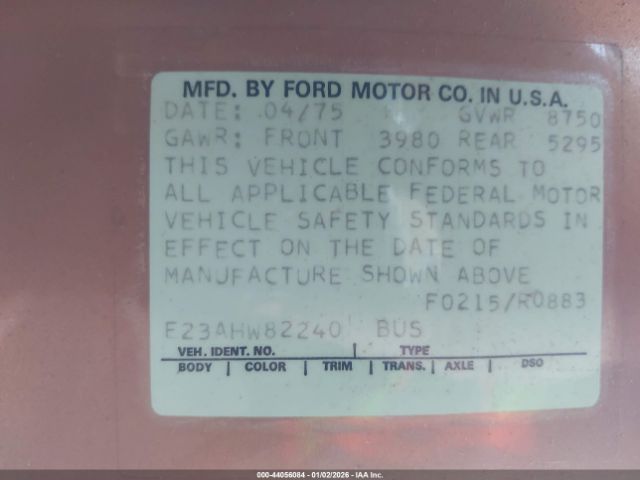 MFD. BY FORD MOTOR CO. IN U.S.A.
DATE: 04/75 GVWR 8750
GAWR: FRONT 3980 REAR 5295
THIS VEHICLE CONFORMS TO
ALL APPLICABLE FEDERAL MOTOR
VEHICLE SAFETY STANDARDS IN
EFFECT ON THE DATE OF
MANUFACTURE SHOWN ABOVE
F0215/R0883
E23AHW82240 BUS
VEH. IDENT. NO. TYPE
BODY | COLOR | TRIM | TRANS. | AXLE | DSO
000-44056084 | 01/02/2026 - IAA Inc.